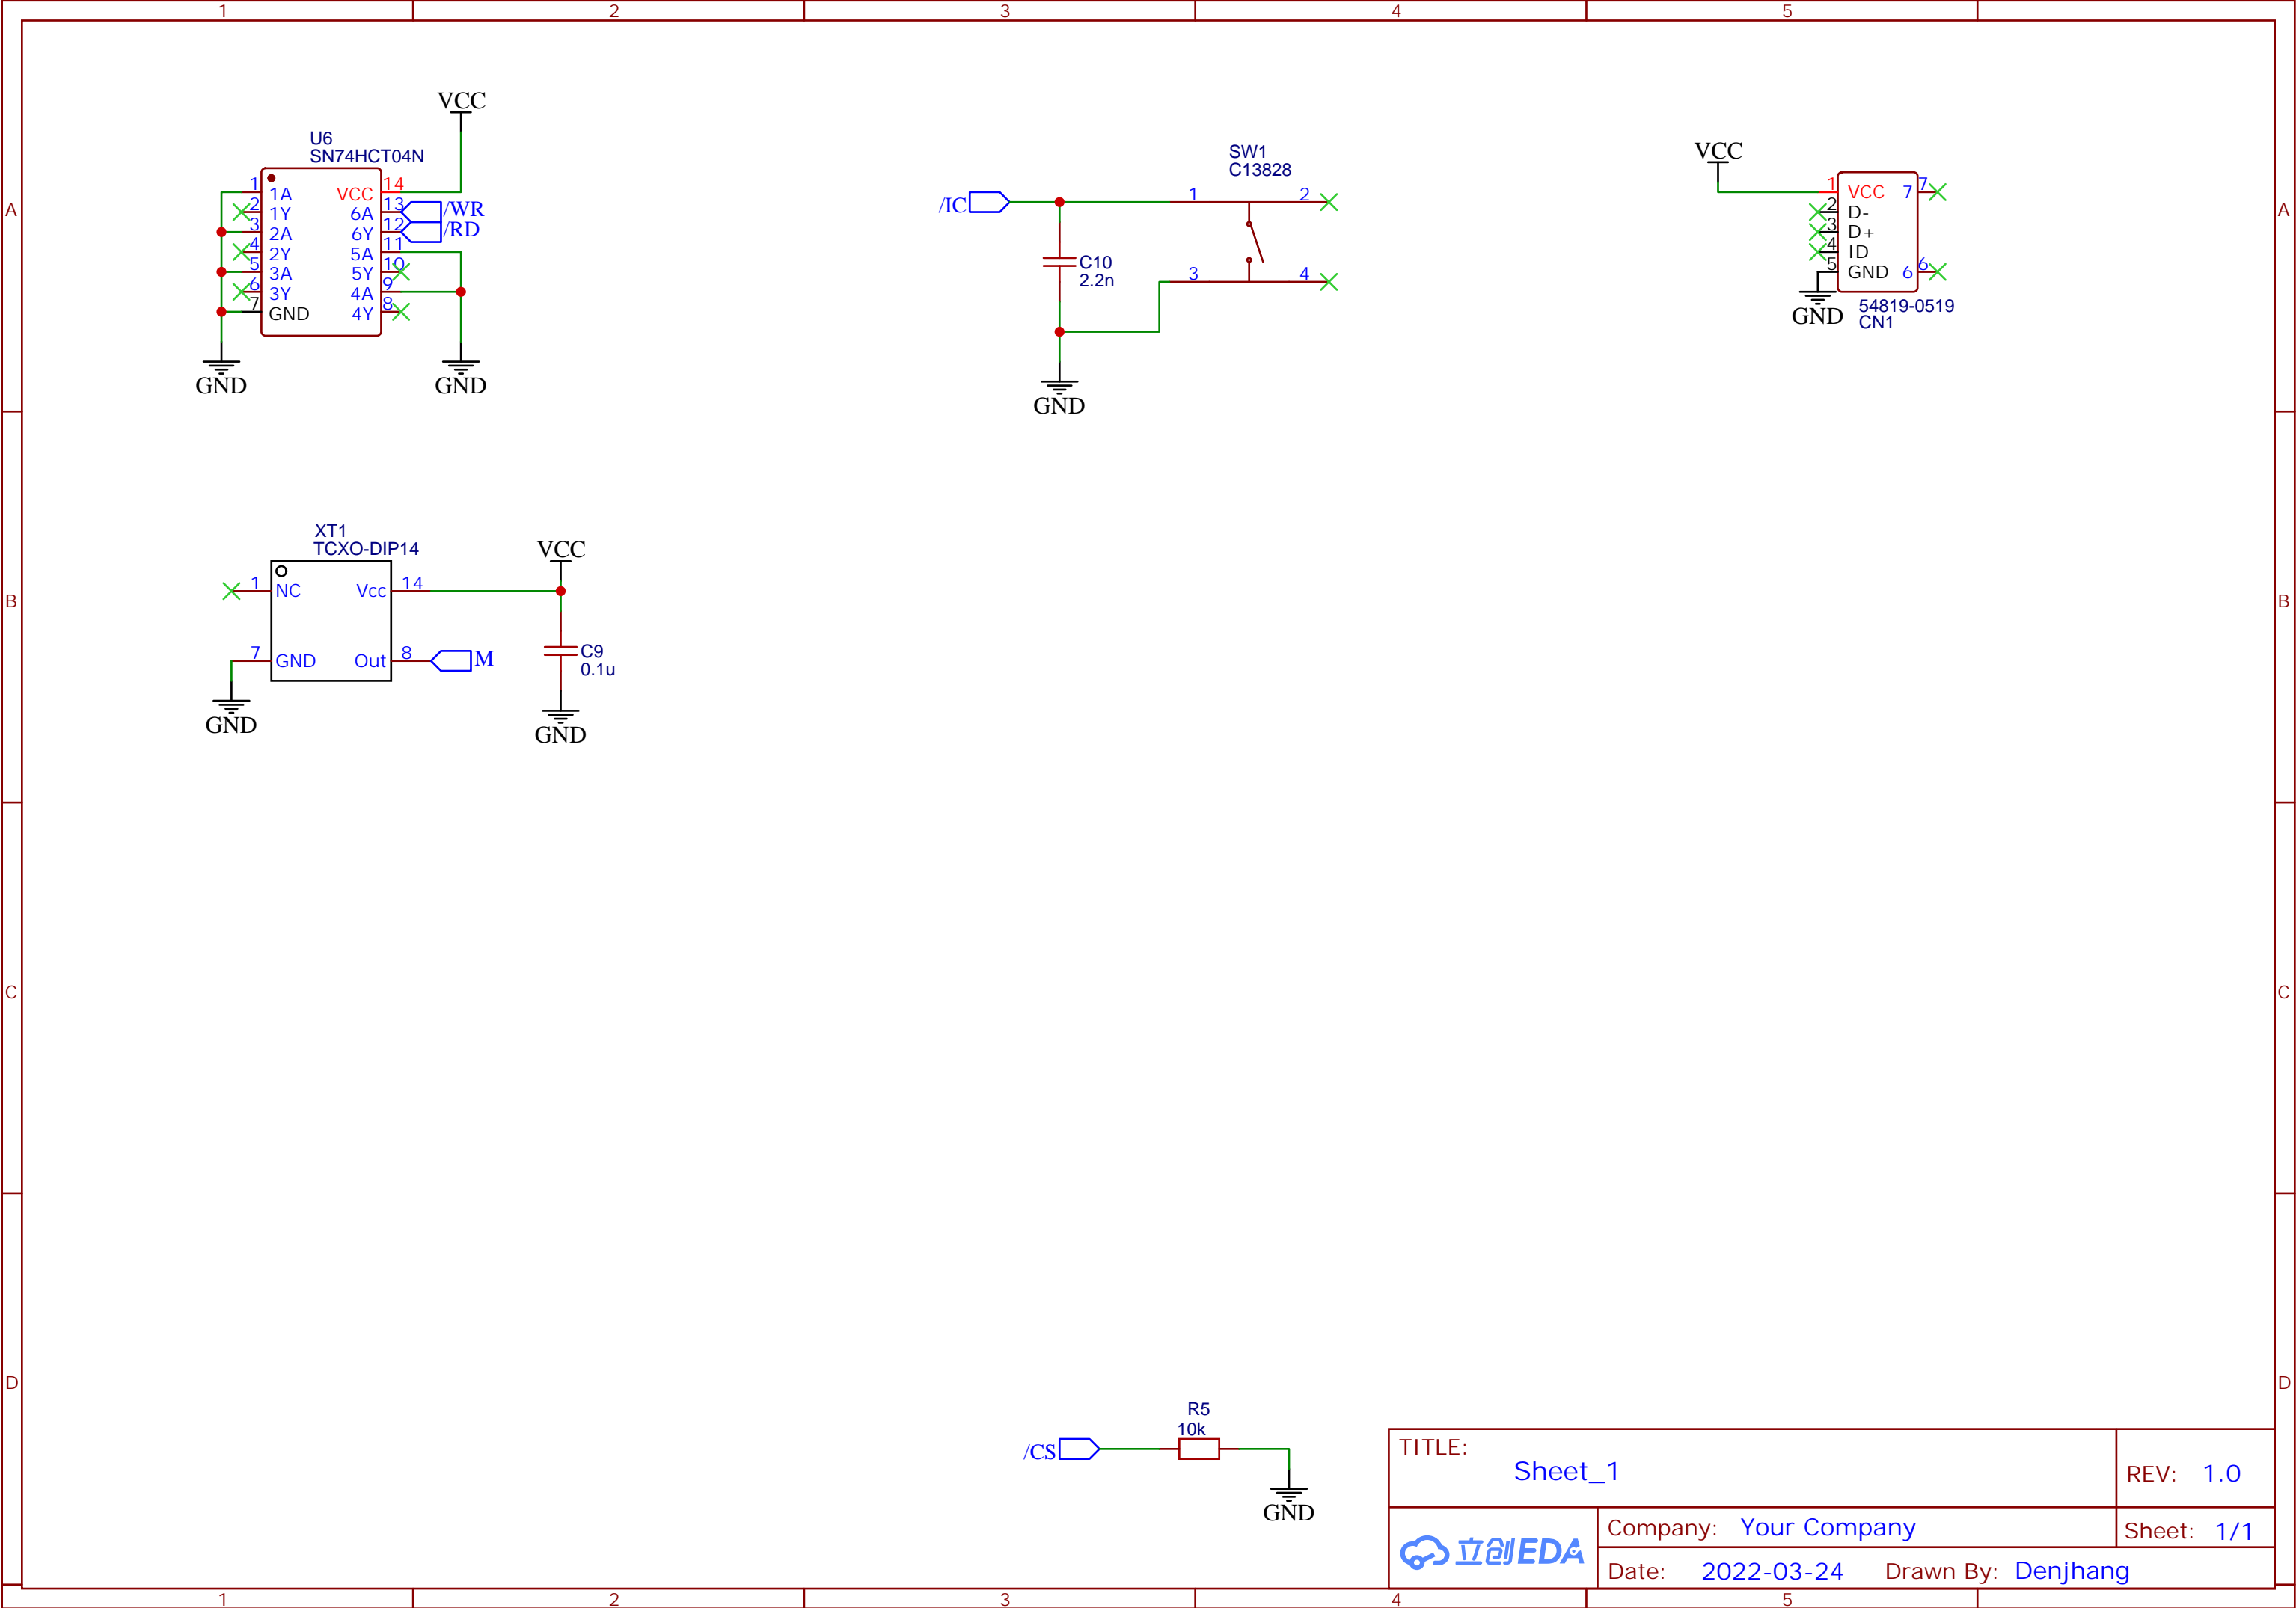 1 2 3 4 5
A A
B B
C C
D D
1 2 3 4 5
VCC
U6
SN74HCT04N
1 1A VCC 14
2 1Y 6A 13 /WR
3 2A 6Y 12 /RD
4 2Y 5A 11
5 3A 5Y 10
6 3Y 4A 9
7 GND 4Y 8
GND GND
SW1
C13828
/IC 1 2
C10
2.2n
3 4
GND
VCC
1 VCC 7 7
2 D-
3 D+
4 ID
5 GND 6 6
GND
54819-0519
CN1
XT1
TCXO-DIP14
VCC
1 NC Vcc 14
7 GND Out 8 M
C9
0.1u
GND
GND
R5
10k
/CS
GND
TITLE:
Sheet_1
REV: 1.0
立创EDA
Company: Your Company
Sheet: 1/1
Date: 2022-03-24 Drawn By: Denjhang